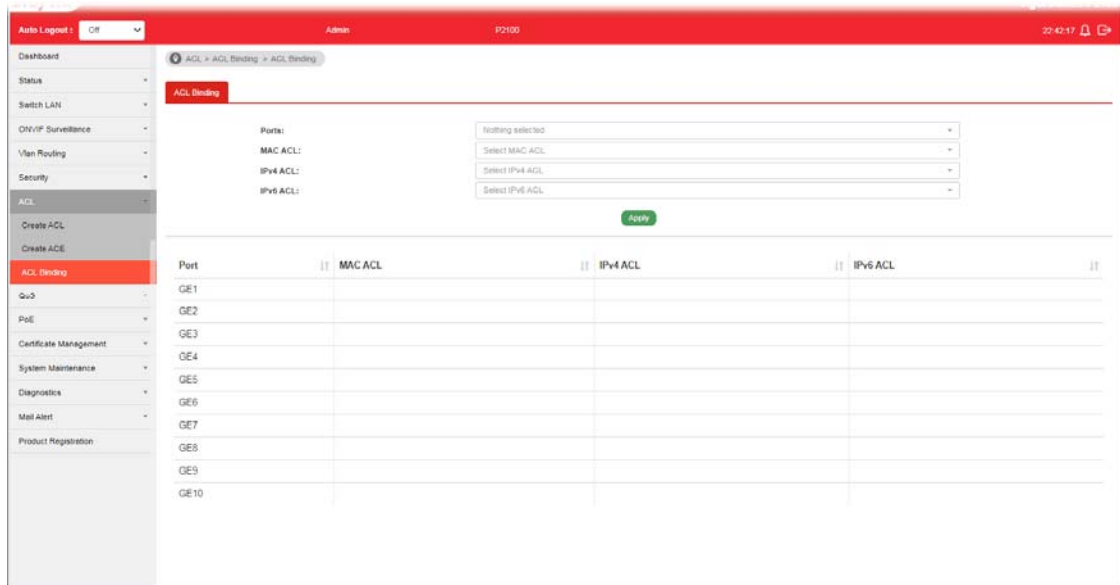 Auto Logout : Off Admin P2100 22:42:17
Dashboard
Status
Switch LAN
ONVIF Surveillance
Vlan Routing
Security
ACL
Create ACL
Create ACE
ACL Binding
QoS
PoE
Certificate Management
System Maintenance
Diagnostics
Mail Alert
Product Registration
ACL > ACL Binding > ACL Binding
ACL Binding
Ports: Nothing selected
MAC ACL: Select MAC ACL
IPv4 ACL: Select IPv4 ACL
IPv6 ACL: Select IPv6 ACL
Apply
Port MAC ACL IPv4 ACL IPv6 ACL
GE1
GE2
GE3
GE4
GE5
GE6
GE7
GE8
GE9
GE10